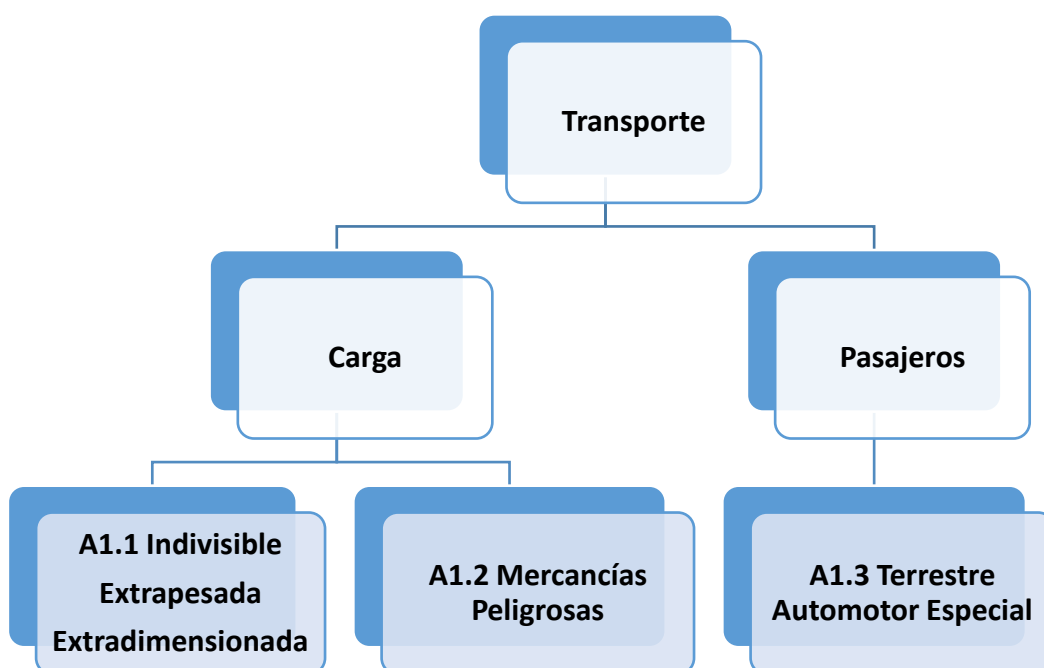 Transporte
Carga
Pasajeros
A1.1 Indivisible
Extrapesada
Extradimensionada
A1.2 Mercancías
Peligrosas
A1.3 Terrestre
Automotor Especial